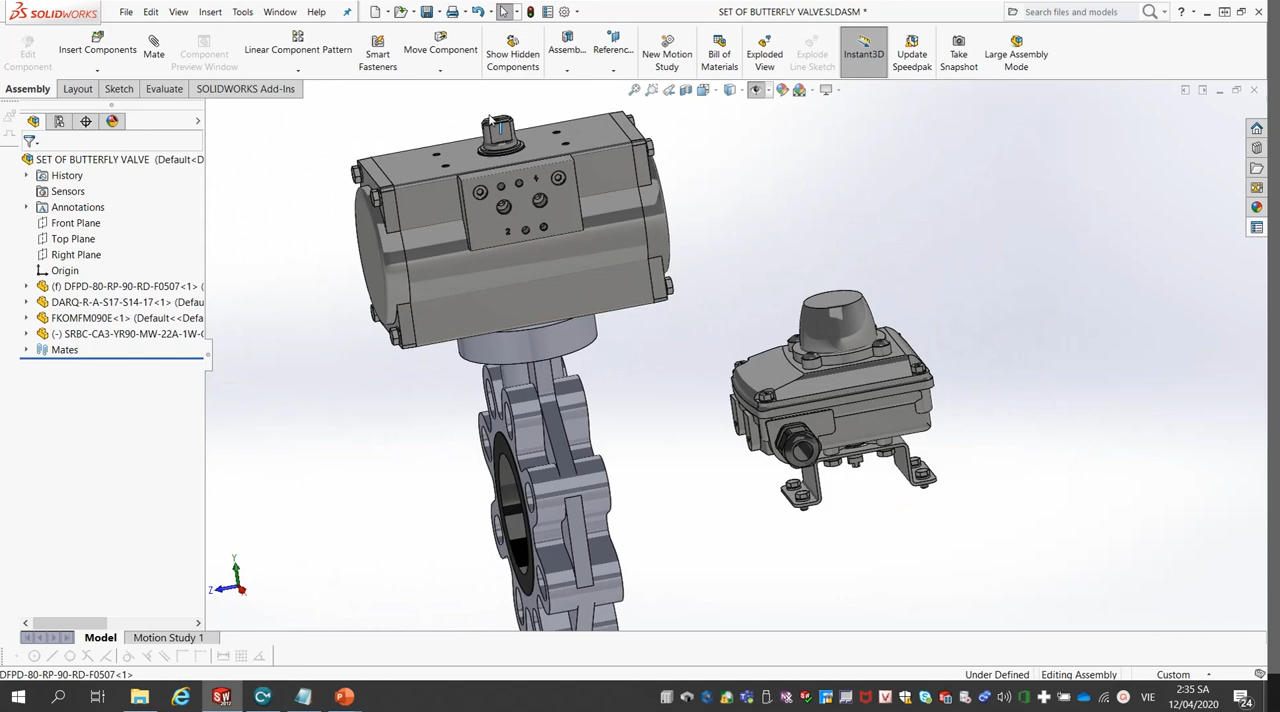 SOLIDWORKS File Edit View Insert Tools Window Help SET OF BUTTERFLY VALVE.SLDASM * Search files and models ?
Edit Component
Insert Components
Mate
Component Preview Window
Linear Component Pattern
Smart Fasteners
Move Component
Show Hidden Components
Assemb...
Referenc...
New Motion Study
Bill of Materials
Exploded View
Explode Line Sketch
Instant3D
Update Speedpak
Take Snapshot
Large Assembly Mode
Assembly Layout Sketch Evaluate SOLIDWORKS Add-Ins
SET OF BUTTERFLY VALVE (Default<D
History
Sensors
Annotations
Front Plane
Top Plane
Right Plane
Origin
(f) DFPD-80-RP-90-RD-F0507<1> (
DARQ-R-A-S17-S14-17<1> (Defau
FKOMFM090E<1> (Default<<Defau
(-) SRBC-CA3-YR90-MW-22A-1W-C
Mates
4
2
Y
Z
Model Motion Study 1
DFPD-80-RP-90-RD-F0507<1> Under Defined Editing Assembly Custom
VIE 2:35 SA
12/04/2020
24